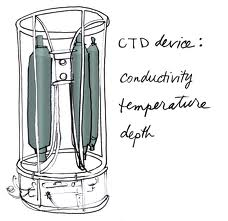 CTD device:
conductivity
temperature
depth